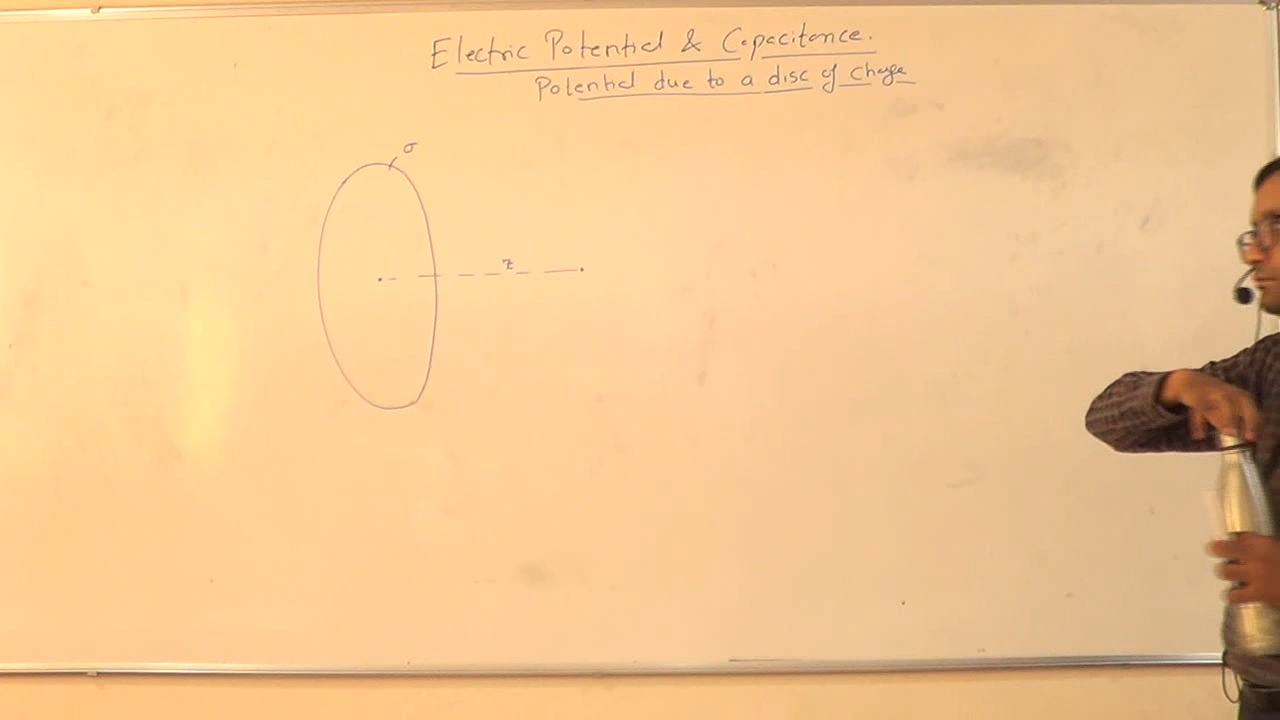 Electric Potential & Capacitance.
Potential due to a disc of charge
σ
z